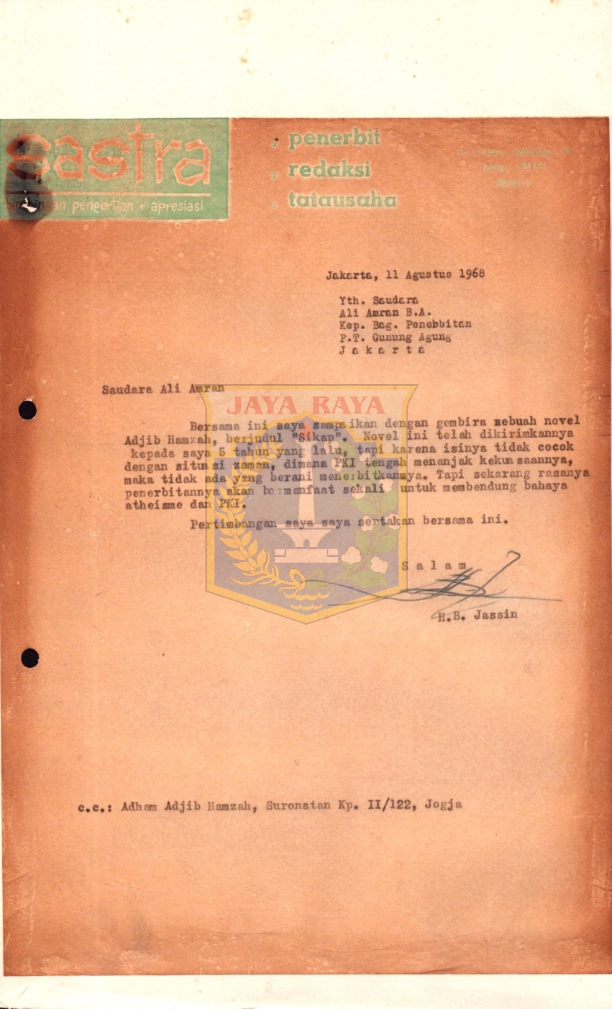 sastra
pengertian + apresiasi
penerbit
redaksi
tatausaha
Jakarta, 11 Agustus 1968
Yth. Saudara
Ali Amran B.A.
Kep. Bag. Penebbitan
P.T. Gunung Agung
J a k a r t a
Saudara Ali Amran
JAYA RAYA
Bersama ini saya sampaikan dengan gembira sebuah novel
Adjib Hamzah, berjudul "Sikap". Novel ini telah dikirimkannya
kepada saya 5 tahun yang lalu, tapi karena isinya tidak cocok
dengan situasi zaman, dimana PKI tengah menanjak kekuasaannya,
maka tidak ada yang berani menerbitkannya. Tapi sekarang rasanya
penerbitannya akan bermanfaat sekali untuk membendung bahaya
atheisme dan PKI.
Pertimbangan saya saya sertakan bersama ini.
S a l a m
H.B. Jassin
c.c.: Adham Adjib Hamzah, Suronatan Kp. II/122, Jogja